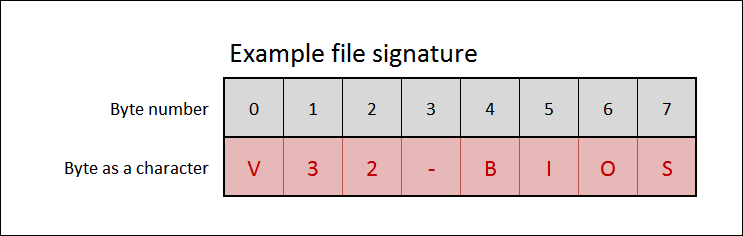 Example file signature
Byte number 0 1 2 3 4 5 6 7
Byte as a character V 3 2 - B I O S